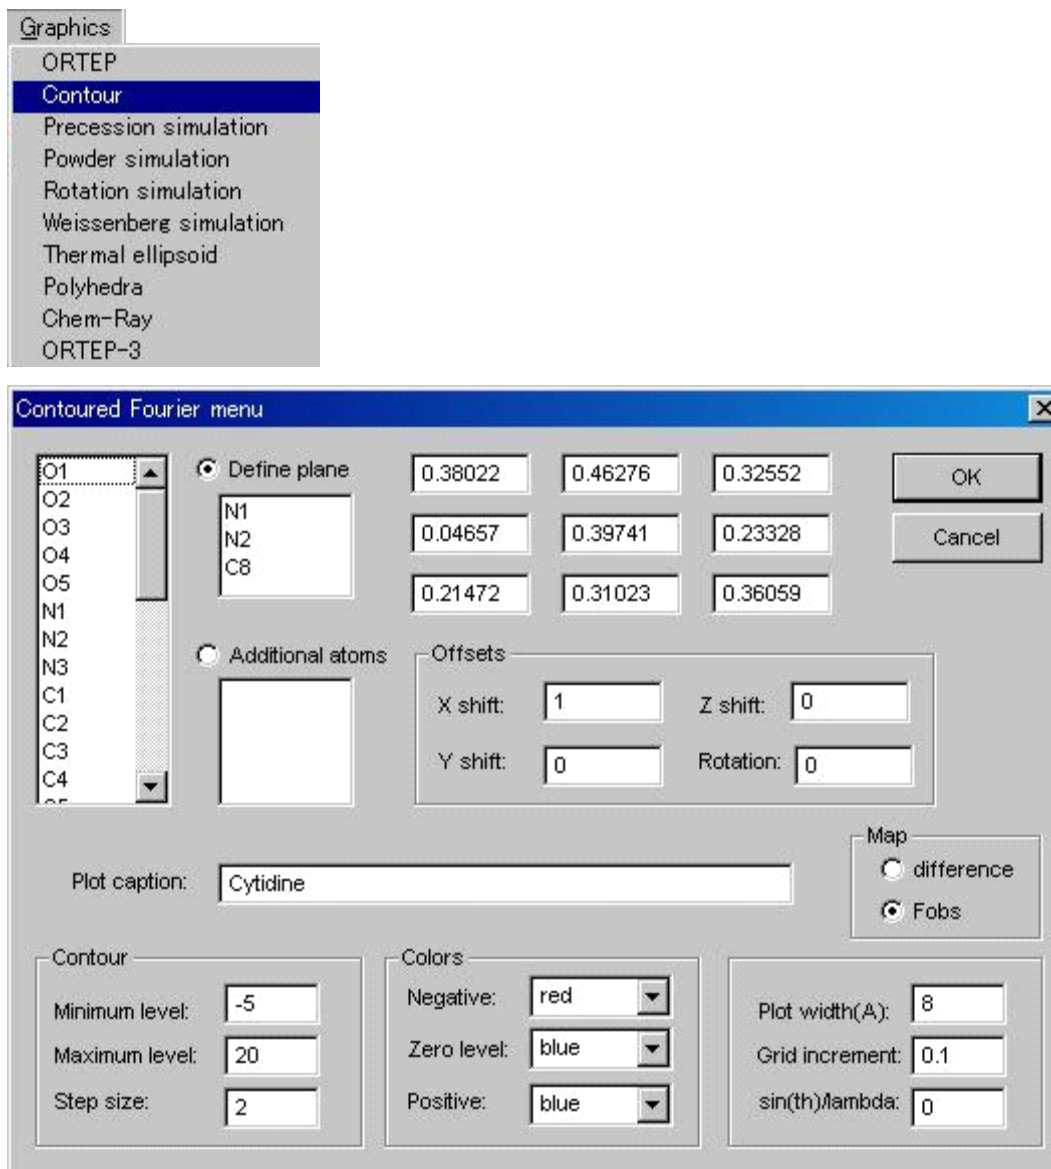 Graphics
ORTEP
Contour
Precession simulation
Powder simulation
Rotation simulation
Weissenberg simulation
Thermal ellipsoid
Polyhedra
Chem-Ray
ORTEP-3
Contoured Fourier menu
O1
O2
O3
O4
O5
N1
N2
N3
C1
C2
C3
C4
Define plane
N1
N2
C8
0.38022 0.46276 0.32552
0.04657 0.39741 0.23328
0.21472 0.31023 0.36059
OK
Cancel
Additional atoms
Offsets
X shift: 1 Z shift: 0
Y shift: 0 Rotation: 0
Plot caption: Cytidine
Map
difference
Fobs
Contour
Minimum level: -5
Maximum level: 20
Step size: 2
Colors
Negative: red
Zero level: blue
Positive: blue
Plot width(A): 8
Grid increment: 0.1
sin(th)/lambda: 0